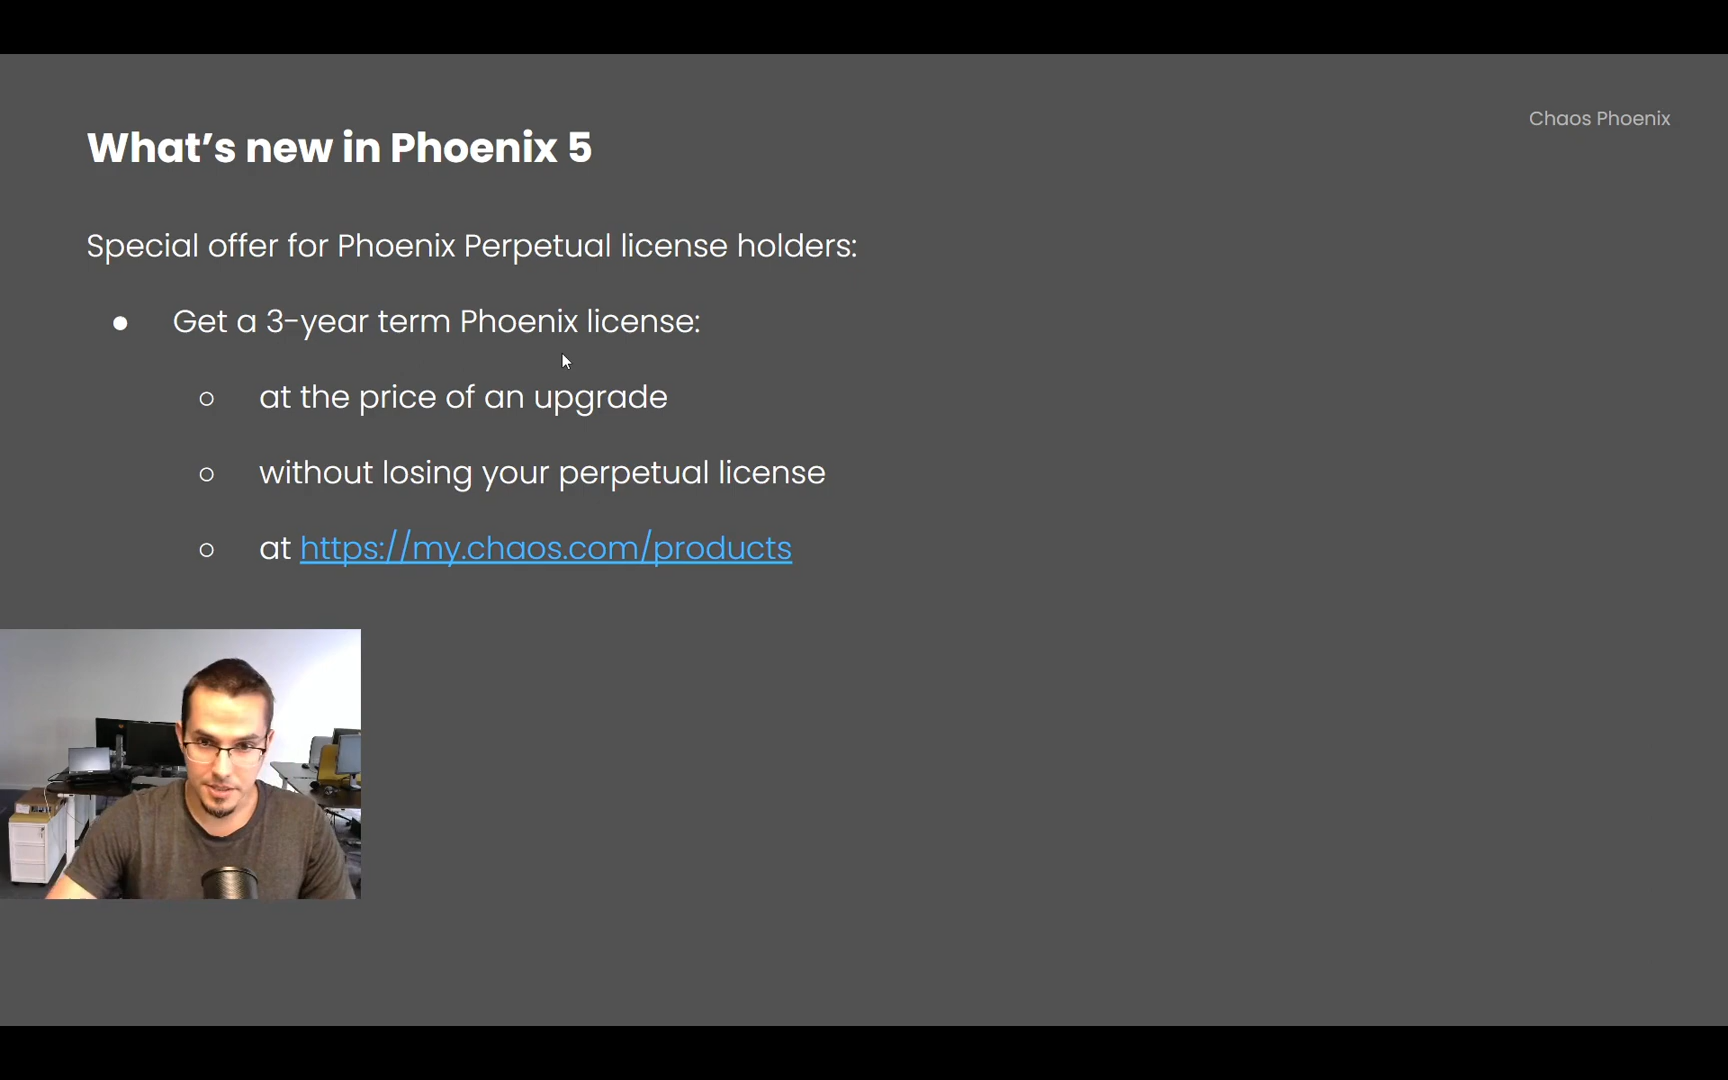 Chaos Phoenix
What’s new in Phoenix 5
Special offer for Phoenix Perpetual license holders:
● Get a 3-year term Phoenix license:
○ at the price of an upgrade
○ without losing your perpetual license
○ at https://my.chaos.com/products